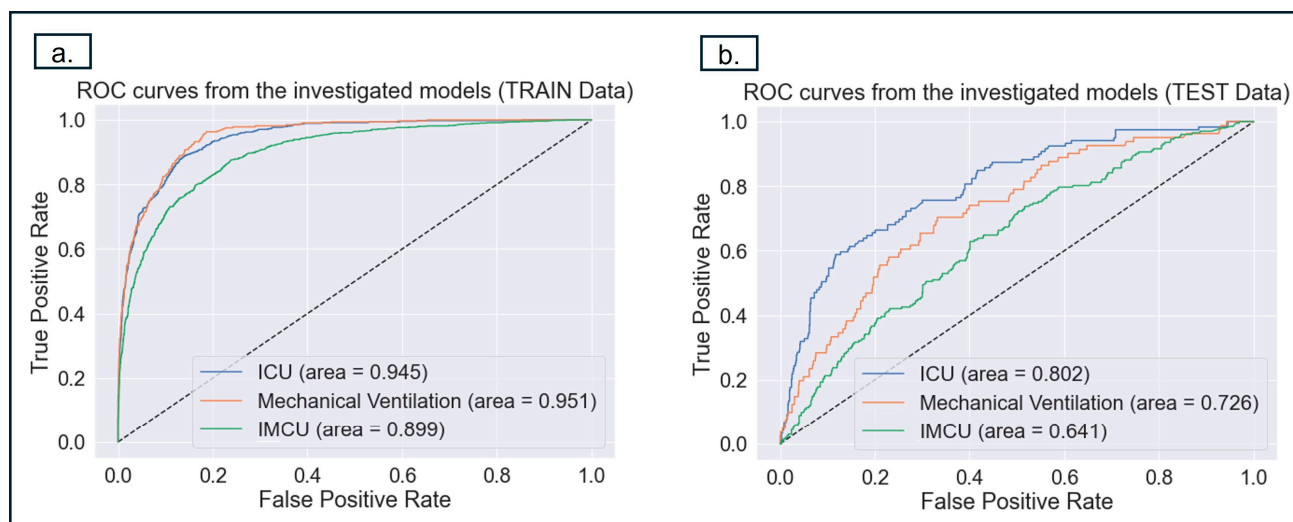 a.
ROC curves from the investigated models (TRAIN Data)
True Positive Rate
1.0
0.8
0.6
0.4
0.2
0.0
ICU (area = 0.945)
Mechanical Ventilation (area = 0.951)
IMCU (area = 0.899)
0.0 0.2 0.4 0.6 0.8 1.0
False Positive Rate
b.
ROC curves from the investigated models (TEST Data)
True Positive Rate
1.0
0.8
0.6
0.4
0.2
0.0
ICU (area = 0.802)
Mechanical Ventilation (area = 0.726)
IMCU (area = 0.641)
0.0 0.2 0.4 0.6 0.8 1.0
False Positive Rate